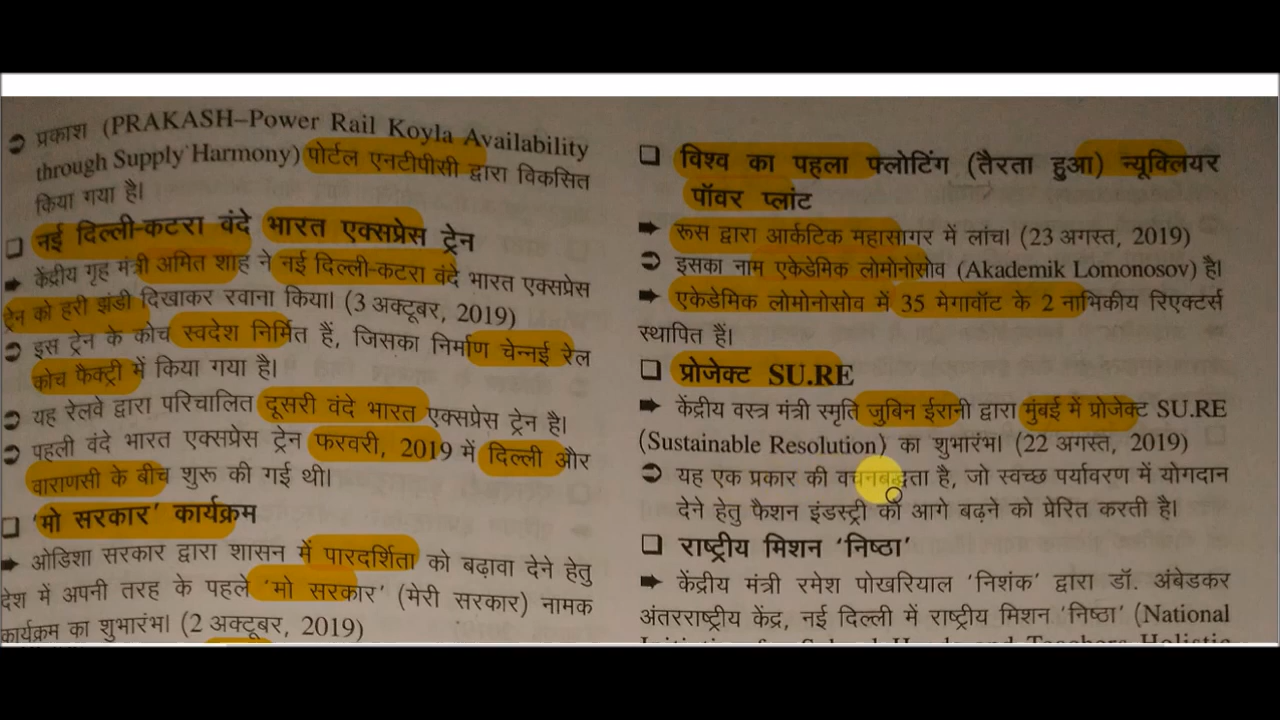 प्रकाश (PRAKASH–Power Rail Koyla Availability
through Supply Harmony) पोर्टल एनटीपीसी द्वारा विकसित
किया गया है।
नई दिल्ली-कटरा वंदे भारत एक्सप्रेस ट्रेन
केंद्रीय गृह मंत्री अमित शाह ने नई दिल्ली-कटरा वंदे भारत एक्सप्रेस
ट्रेन को हरी झंडी दिखाकर रवाना किया। (3 अक्टूबर, 2019)
इस ट्रेन के कोच स्वदेश निर्मित हैं, जिसका निर्माण चेन्नई रेल
कोच फैक्ट्री में किया गया है।
यह रेलवे द्वारा परिचालित दूसरी वंदे भारत एक्सप्रेस ट्रेन है।
पहली वंदे भारत एक्सप्रेस ट्रेन फरवरी, 2019 में दिल्ली और
वाराणसी के बीच शुरू की गई थी।
'मो सरकार' कार्यक्रम
ओडिशा सरकार द्वारा शासन में पारदर्शिता को बढ़ावा देने हेतु
देश में अपनी तरह के पहले 'मो सरकार' (मेरी सरकार) नामक
कार्यक्रम का शुभारंभ। (2 अक्टूबर, 2019)
विश्व का पहला फ्लोटिंग (तैरता हुआ) न्यूक्लियर
पॉवर प्लांट
रूस द्वारा आर्कटिक महासागर में लांच। (23 अगस्त, 2019)
इसका नाम एकेडेमिक लोमोनोसोव (Akademik Lomonosov) है।
एकेडेमिक लोमोनोसोव में 35 मेगावॉट के 2 नाभिकीय रिएक्टर्स
स्थापित हैं।
प्रोजेक्ट SU.RE
केंद्रीय वस्त्र मंत्री स्मृति जुबिन ईरानी द्वारा मुंबई में प्रोजेक्ट SU.RE
(Sustainable Resolution) का शुभारंभ। (22 अगस्त, 2019)
यह एक प्रकार की वचनबद्धता है, जो स्वच्छ पर्यावरण में योगदान
देने हेतु फैशन इंडस्ट्री को आगे बढ़ने को प्रेरित करती है।
राष्ट्रीय मिशन 'निष्ठा'
केंद्रीय मंत्री रमेश पोखरियाल 'निशंक' द्वारा डॉ. अंबेडकर
अंतरराष्ट्रीय केंद्र, नई दिल्ली में राष्ट्रीय मिशन 'निष्ठा' (National